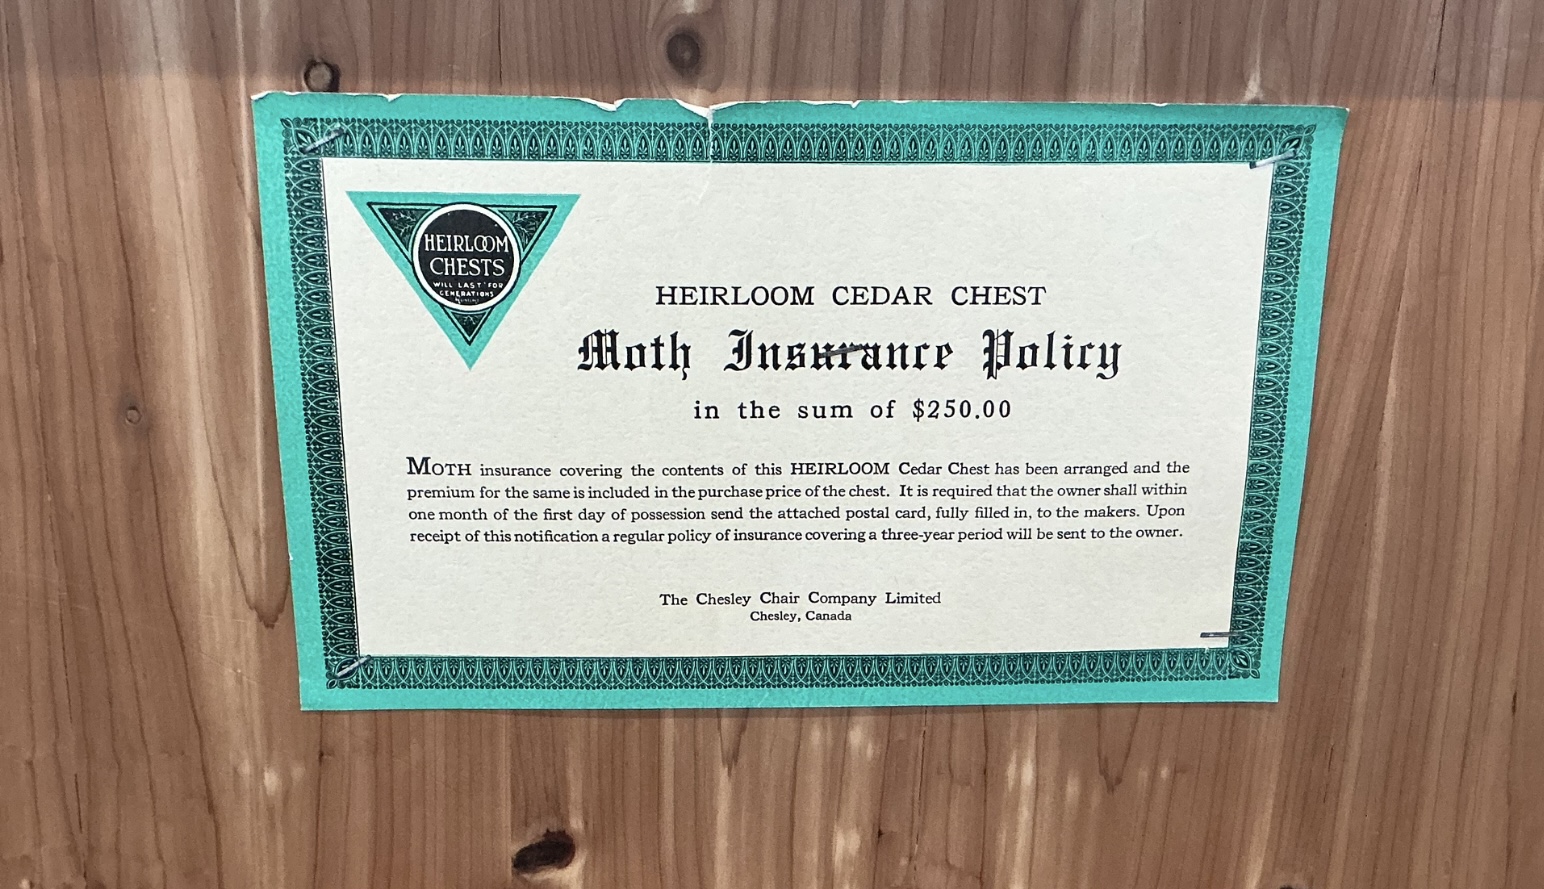 HEIRLOOM
CHESTS
WILL LAST FOR
GENERATIONS
HEIRLOOM CEDAR CHEST
Moth Insurance Policy
in the sum of $250.00
MOTH insurance covering the contents of this HEIRLOOM Cedar Chest has been arranged and the
premium for the same is included in the purchase price of the chest. It is required that the owner shall within
one month of the first day of possession send the attached postal card, fully filled in, to the makers. Upon
receipt of this notification a regular policy of insurance covering a three-year period will be sent to the owner.
The Chesley Chair Company Limited
Chesley, Canada